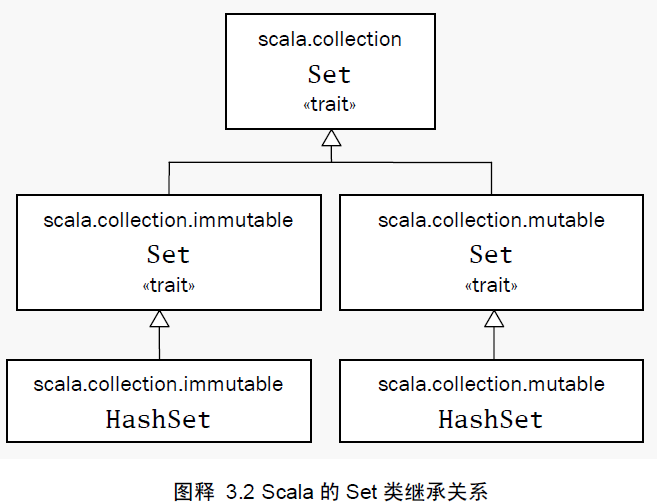 scala.collection
Set
«trait»
scala.collection.immutable
Set
«trait»
scala.collection.mutable
Set
«trait»
scala.collection.immutable
HashSet
scala.collection.mutable
HashSet
图释 3.2 Scala 的 Set 类继承关系